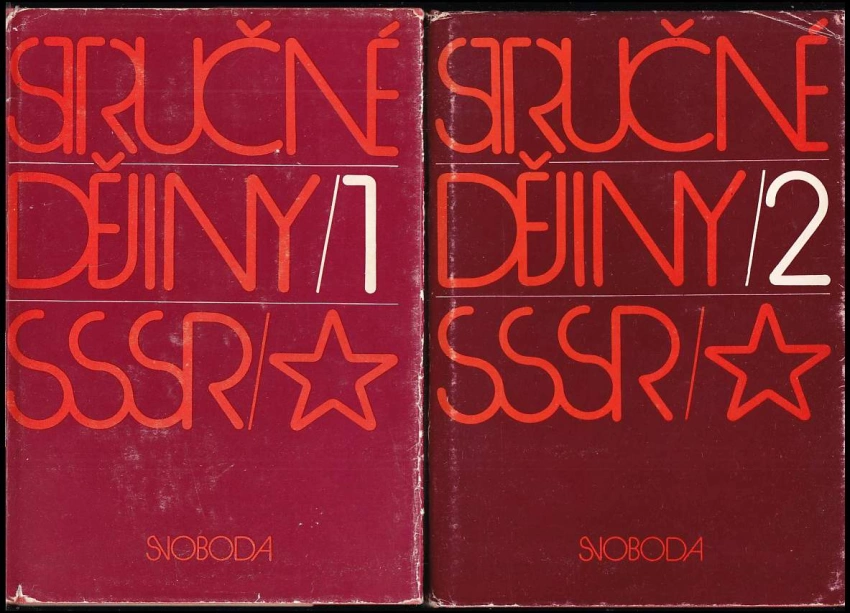 STRUČNÉ
DĚJINY/1
SSSR/
SVOBODA
STRUČNÉ
DĚJINY/2
SSSR/
SVOBODA